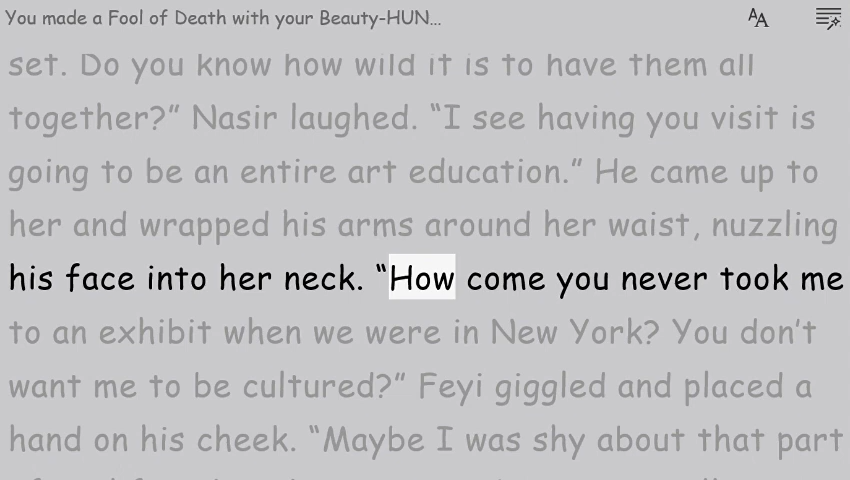 You made a Fool of Death with your Beauty-HUN...
AA
set. Do you know how wild it is to have them all
together?” Nasir laughed. “I see having you visit is
going to be an entire art education.” He came up to
her and wrapped his arms around her waist, nuzzling
his face into her neck. “How come you never took me
to an exhibit when we were in New York? You don’t
want me to be cultured?” Feyi giggled and placed a
hand on his cheek. “Maybe I was shy about that part